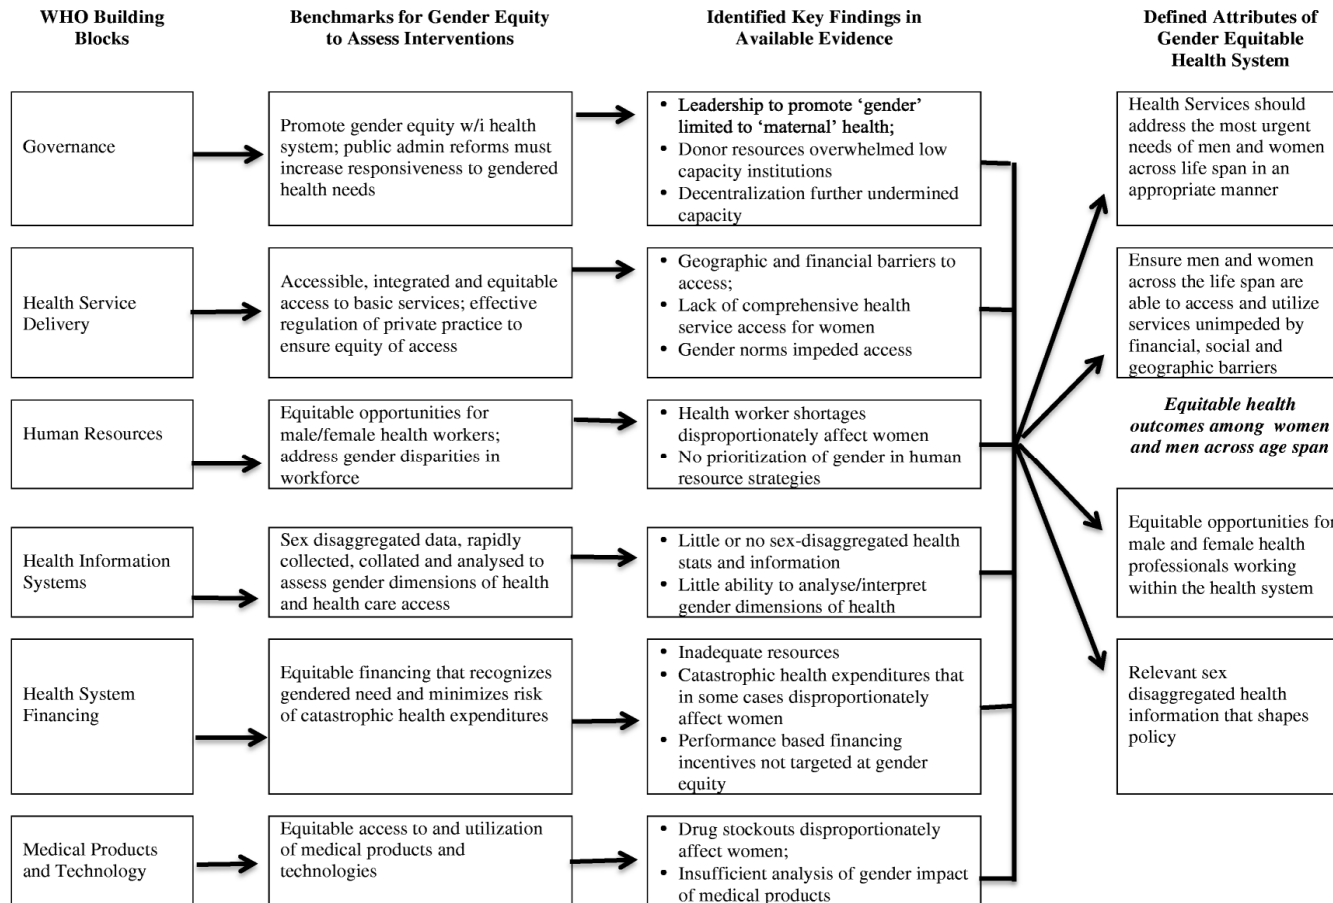 WHO Building
Blocks
Benchmarks for Gender Equity
to Assess Interventions
Identified Key Findings in
Available Evidence
Defined Attributes of
Gender Equitable
Health System
Governance
Promote gender equity w/i health
system; public admin reforms must
increase responsiveness to gendered
health needs
• Leadership to promote ‘gender’
limited to ‘maternal’ health;
• Donor resources overwhelmed low
capacity institutions
• Decentralization further undermined
capacity
Health Services should
address the most urgent
needs of men and women
across life span in an
appropriate manner
Health Service
Delivery
Accessible, integrated and equitable
access to basic services; effective
regulation of private practice to
ensure equity of access
• Geographic and financial barriers to
access;
• Lack of comprehensive health
service access for women
• Gender norms impeded access
Ensure men and women
across the life span are
able to access and utilize
services unimpeded by
financial, social and
geographic barriers
Human Resources
Equitable opportunities for
male/female health workers;
address gender disparities in
workforce
• Health worker shortages
disproportionately affect women
• No prioritization of gender in human
resource strategies
Equitable health
outcomes among women
and men across age span
Health Information
Systems
Sex disaggregated data, rapidly
collected, collated and analysed to
assess gender dimensions of health
and health care access
• Little or no sex-disaggregated health
stats and information
• Little ability to analyse/interpret
gender dimensions of health
Equitable opportunities for
male and female health
professionals working
within the health system
Health System
Financing
Equitable financing that recognizes
gendered need and minimizes risk
of catastrophic health expenditures
• Inadequate resources
• Catastrophic health expenditures that
in some cases disproportionately
affect women
• Performance based financing
incentives not targeted at gender
equity
Relevant sex
disaggregated health
information that shapes
policy
Medical Products
and Technology
Equitable access to and utilization
of medical products and
technologies
• Drug stockouts disproportionately
affect women;
• Insufficient analysis of gender impact
of medical products